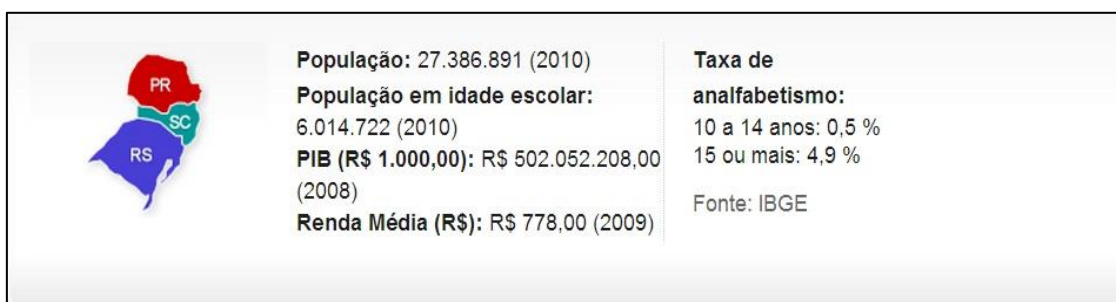 PR
SC
RS
População: 27.386.891 (2010)
População em idade escolar:
6.014.722 (2010)
PIB (R$ 1.000,00): R$ 502.052.208,00
(2008)
Renda Média (R$): R$ 778,00 (2009)
Taxa de
analfabetismo:
10 a 14 anos: 0,5 %
15 ou mais: 4,9 %
Fonte: IBGE